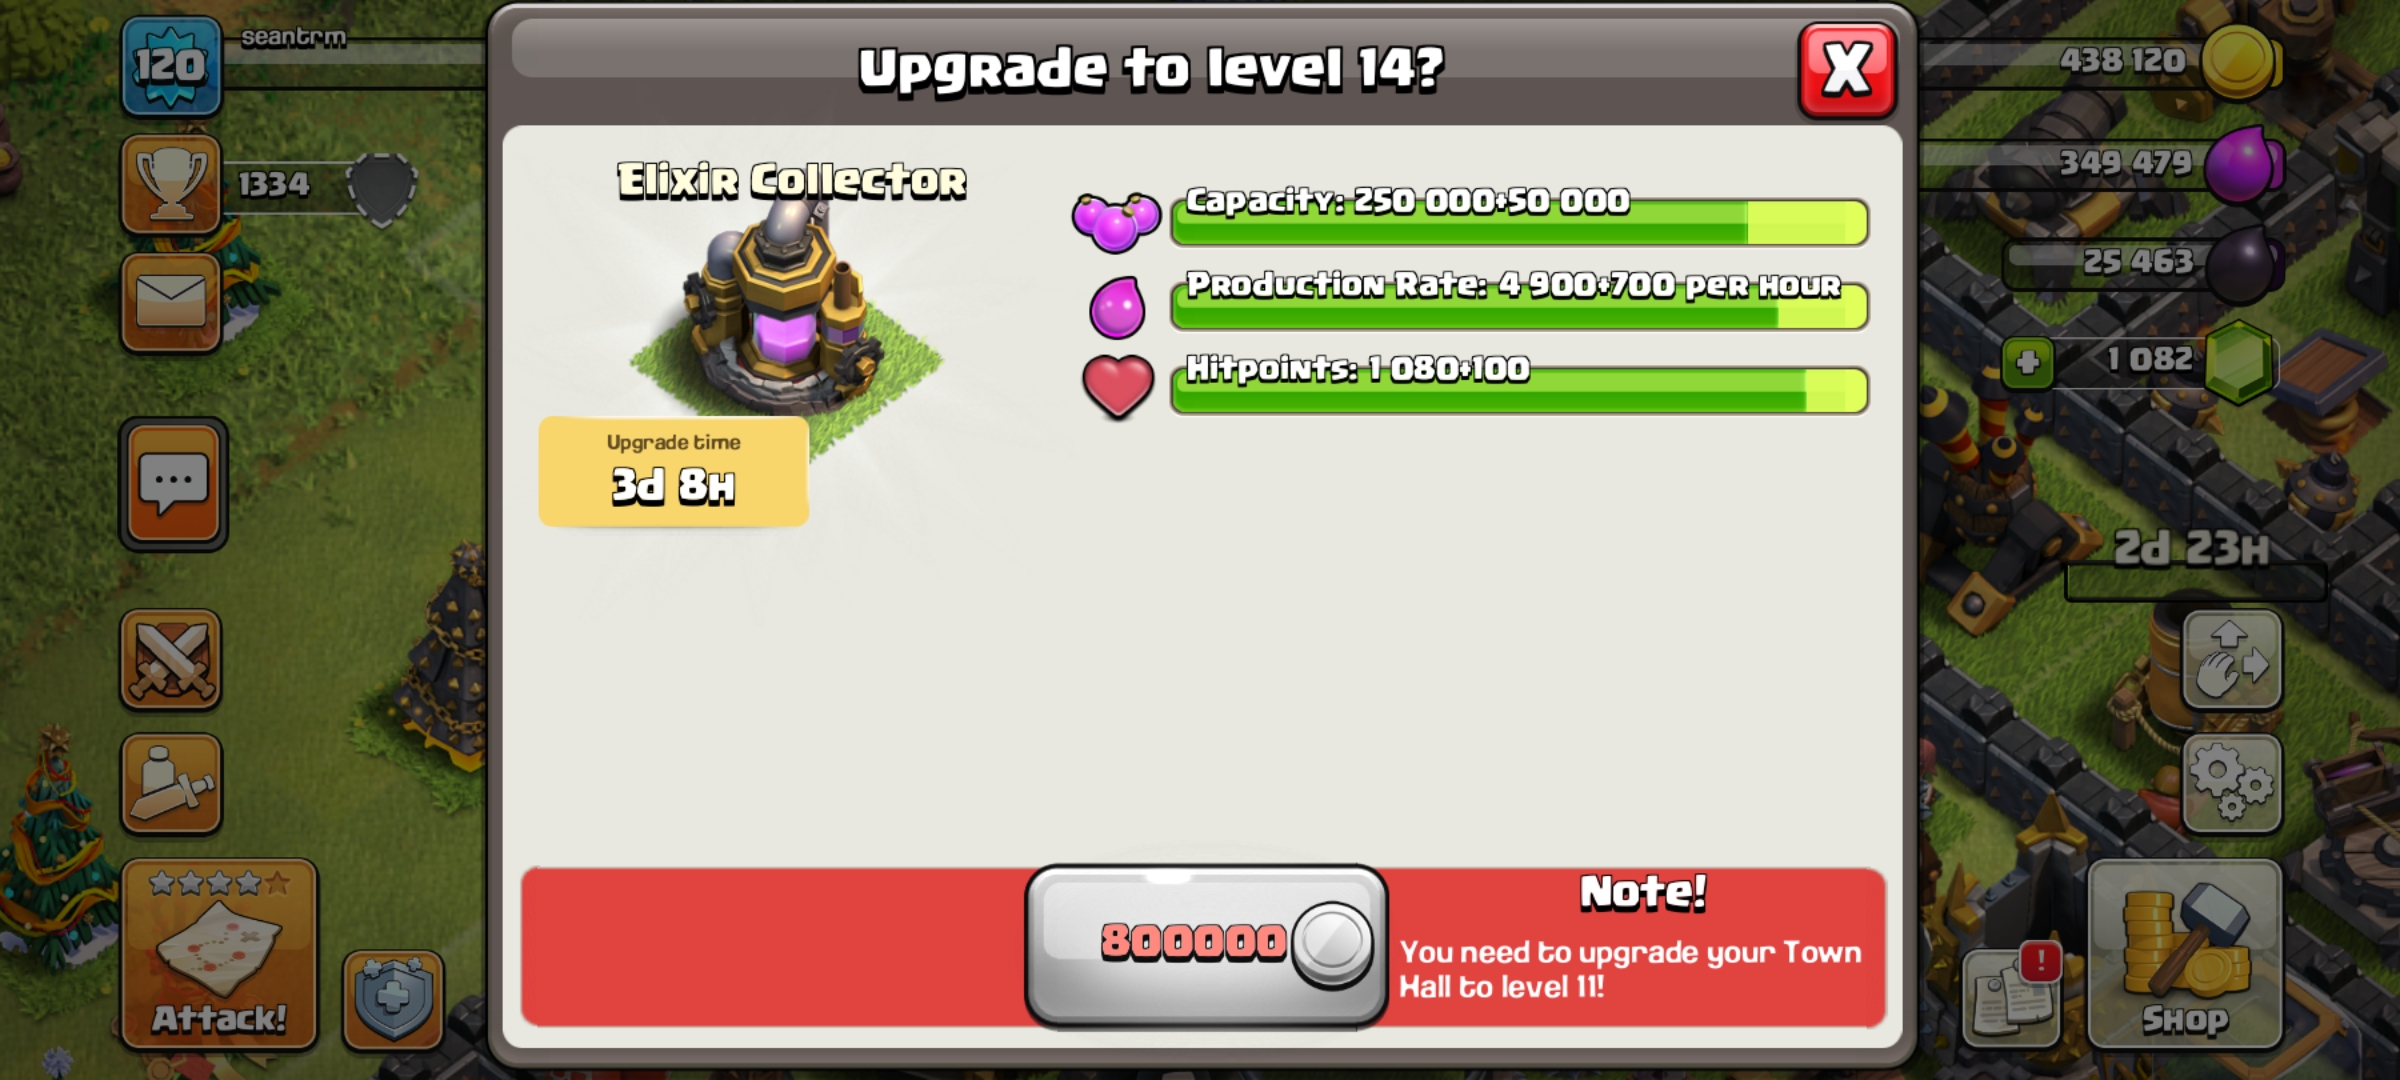 120
seantrm
1334
Attack!
Upgrade to level 14?
X
Elixir Collector
Upgrade time
3d 8H
Capacity: 250 000+50 000
Production Rate: 4 900+700 per hour
Hitpoints: 1 080+100
800000
Note!
You need to upgrade your Town
Hall to level 11!
438 120
349 479
25 463
1 082
2d 23H
!
Shop